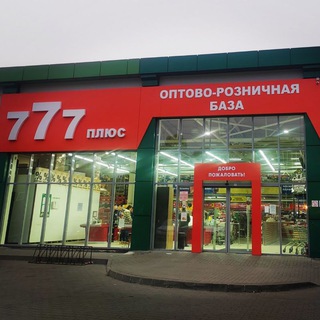 777 плюс
ОПТОВО-РОЗНИЧНАЯ
БАЗА
ДОБРО
ПОЖАЛОВАТЬ!